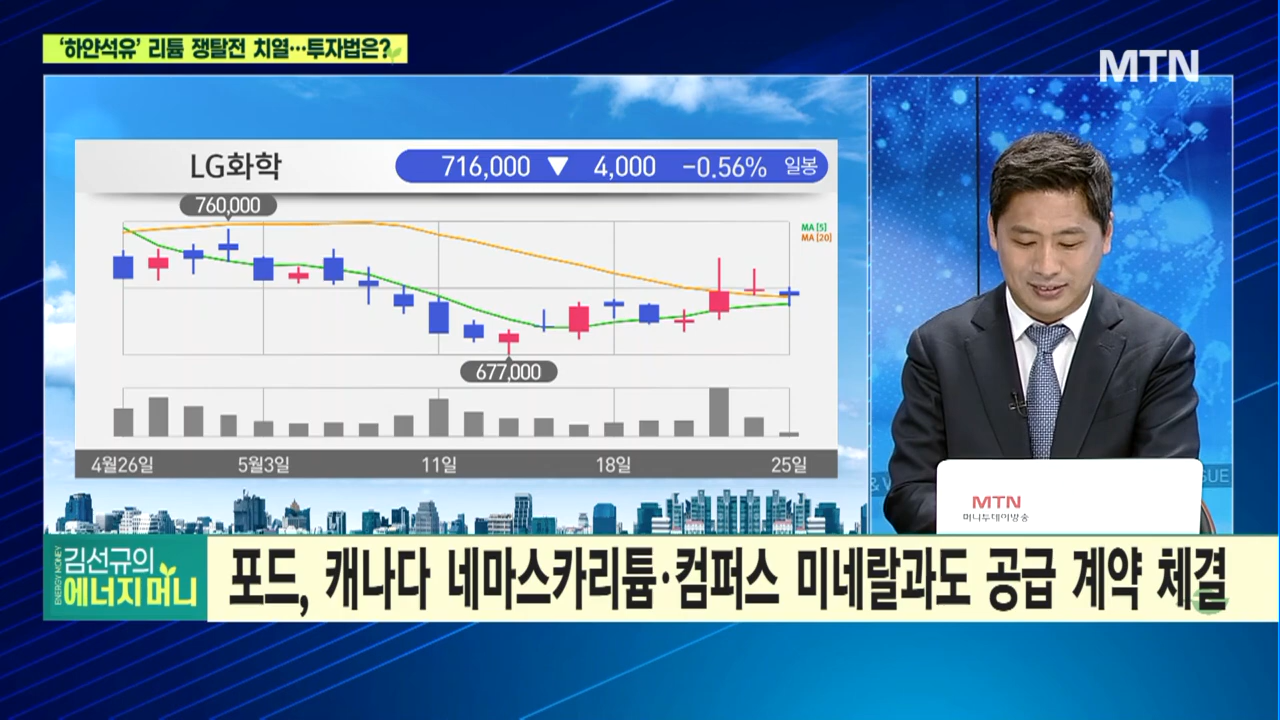 '하얀석유' 리튬 쟁탈전 치열…투자법은?
MTN
LG화학
716,000 ▼ 4,000 -0.56% 일봉
760,000
MA [5]
MA [20]
677,000
4월26일 5월3일 11일 18일 25일
MTN
머니투데이방송
& V
SUE
ENERGY MONEY
김선규의
에너지 머니
포드, 캐나다 네마스카리튬·컴퍼스 미네랄과도 공급 계약 체결